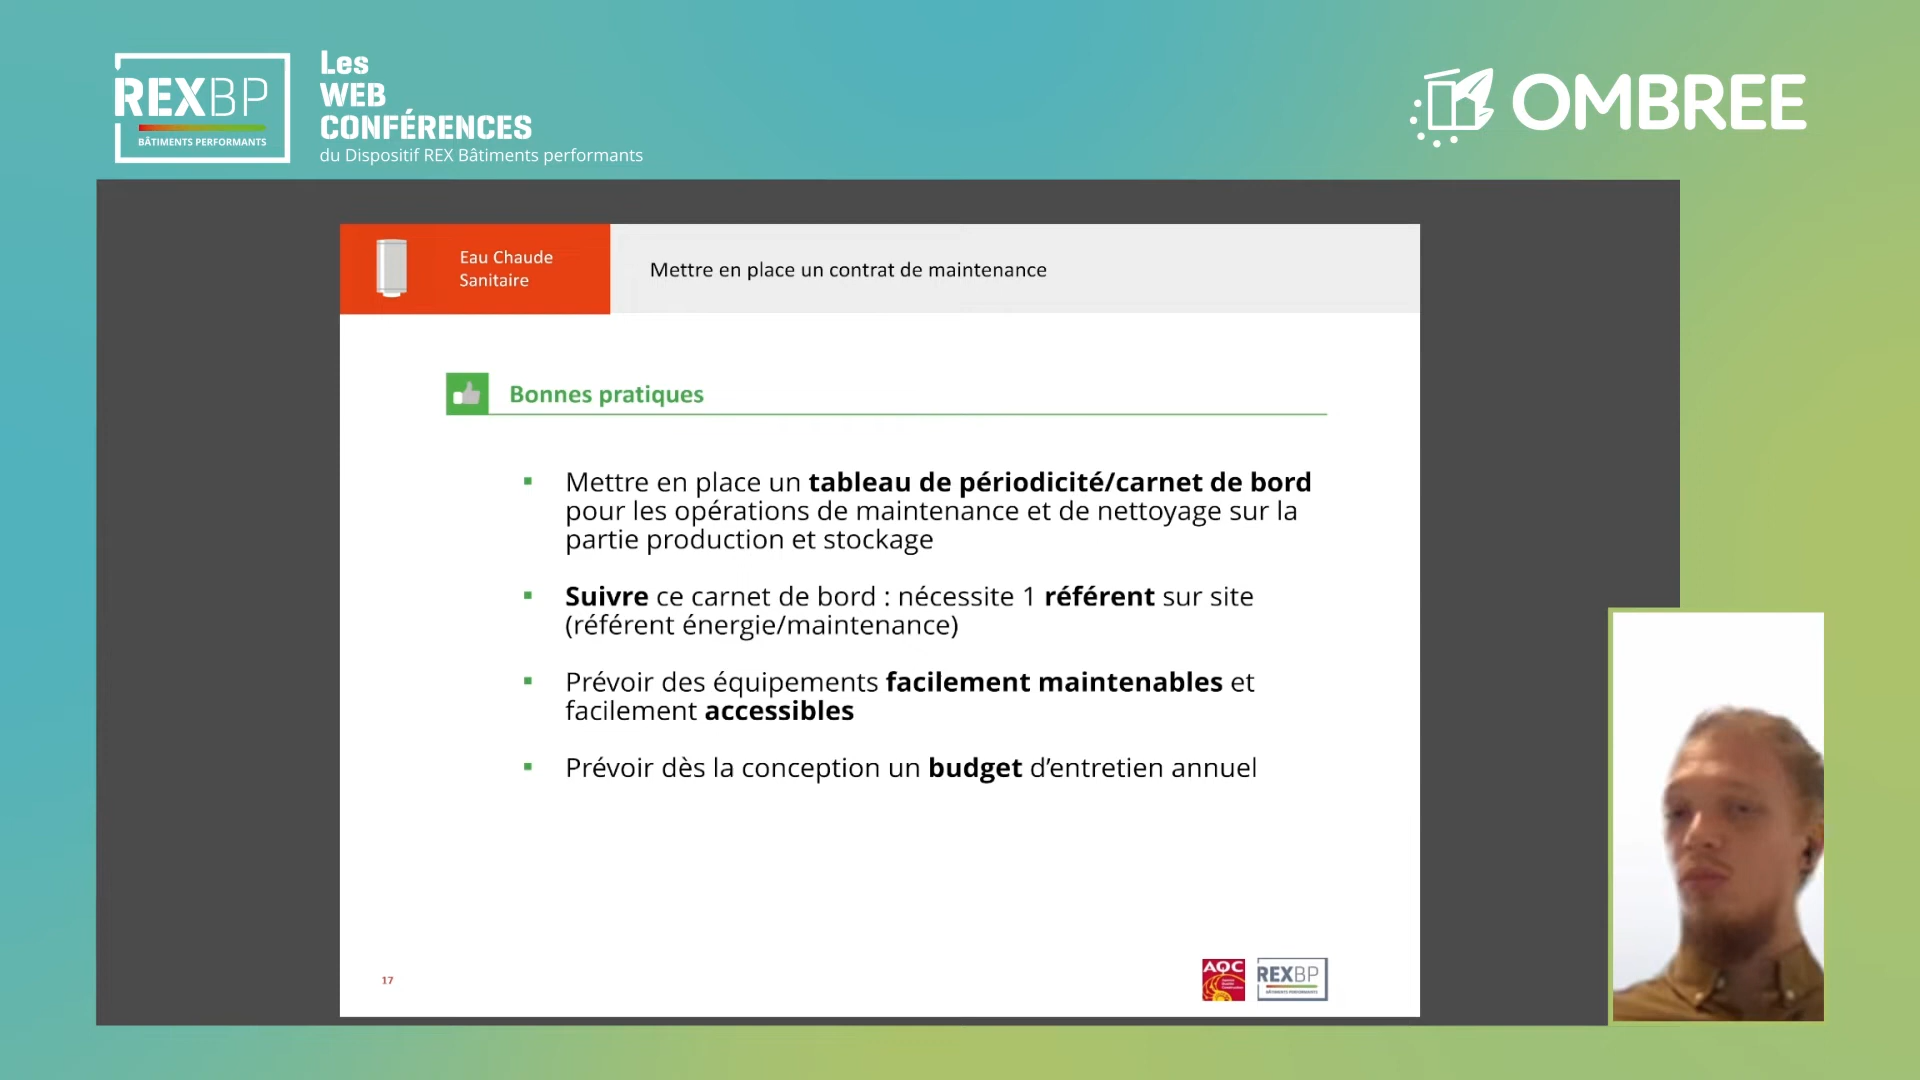 REXBP
BÂTIMENTS PERFORMANTS
Les
WEB
CONFÉRENCES
du Dispositif REX Bâtiments performants
OMBREE
Eau Chaude
Sanitaire
Mettre en place un contrat de maintenance
Bonnes pratiques
▪ Mettre en place un tableau de périodicité/carnet de bord
pour les opérations de maintenance et de nettoyage sur la
partie production et stockage
▪ Suivre ce carnet de bord : nécessite 1 référent sur site
(référent énergie/maintenance)
▪ Prévoir des équipements facilement maintenables et
facilement accessibles
▪ Prévoir dès la conception un budget d’entretien annuel
17
AQC
REXBP
BÂTIMENTS PERFORMANTS